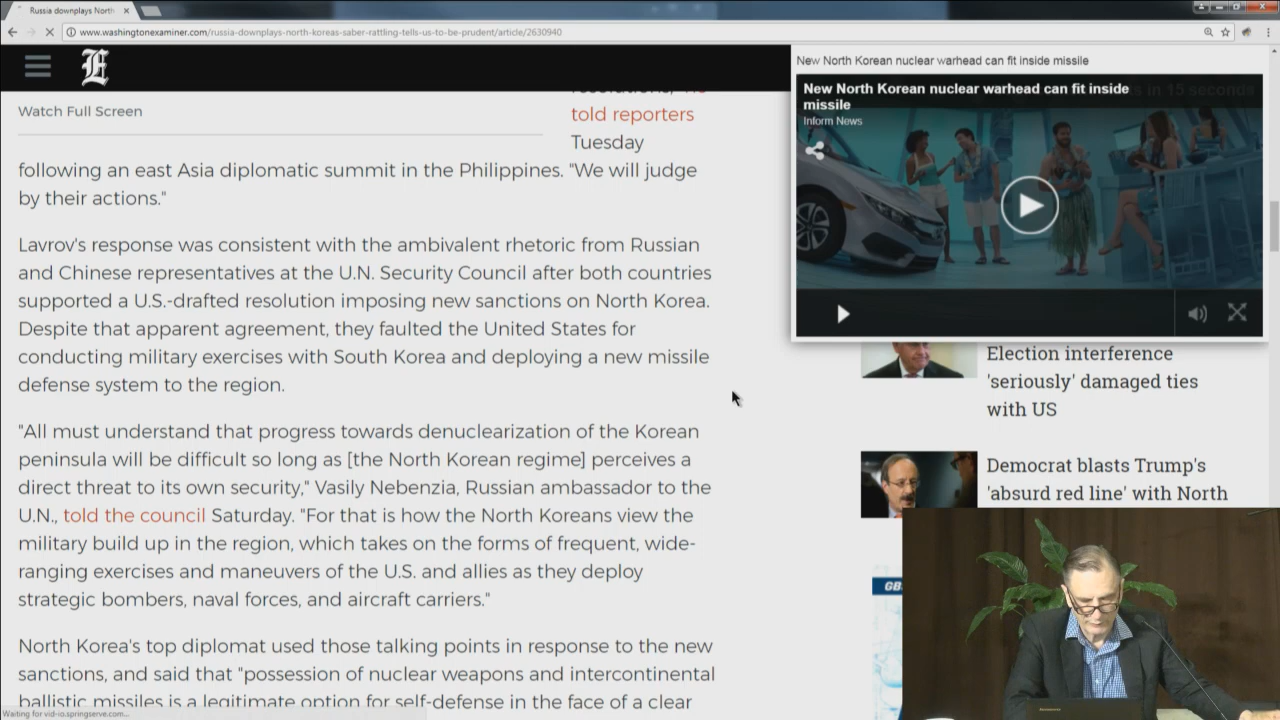 Russia downplays North
www.washingtonexaminer.com/russia-downplays-north-koreas-saber-rattling-tells-us-to-be-prudent/article/2630940
E
Watch Full Screen
told reporters
Tuesday
following an east Asia diplomatic summit in the Philippines. "We will judge
by their actions."
Lavrov's response was consistent with the ambivalent rhetoric from Russian
and Chinese representatives at the U.N. Security Council after both countries
supported a U.S.-drafted resolution imposing new sanctions on North Korea.
Despite that apparent agreement, they faulted the United States for
conducting military exercises with South Korea and deploying a new missile
defense system to the region.
"All must understand that progress towards denuclearization of the Korean
peninsula will be difficult so long as [the North Korean regime] perceives a
direct threat to its own security," Vasily Nebenzia, Russian ambassador to the
U.N., told the council Saturday. "For that is how the North Koreans view the
military build up in the region, which takes on the forms of frequent, wide-
ranging exercises and maneuvers of the U.S. and allies as they deploy
strategic bombers, naval forces, and aircraft carriers."
North Korea's top diplomat used those talking points in response to the new
sanctions, and said that "possession of nuclear weapons and intercontinental
ballistic missiles is a legitimate option for self-defense in the face of a clear
Waiting for vid-io.springserve.com...
New North Korean nuclear warhead can fit inside missile
New North Korean nuclear warhead can fit inside
missile
in 15 seconds
Inform News
Election interference
'seriously' damaged ties
with US
Democrat blasts Trump's
'absurd red line' with North
GB